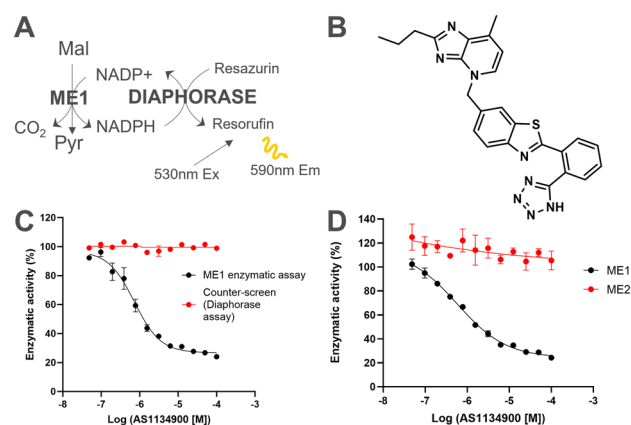 A
Mal
NADP+
Resazurin
ME1
DIAPHORASE
CO2
Pyr
NADPH
Resorufin
530nm Ex
590nm Em
B
N
N
N
S
N
N
N
N
NH
C
Enzymatic activity (%)
120
100
80
60
40
20
0
-8
-7
-6
-5
-4
-3
Log (AS1134900 [M])
ME1 enzymatic assay
Counter-screen
(Diaphorase
assay)
D
Enzymatic activity (%)
140
120
100
80
60
40
20
0
-8
-7
-6
-5
-4
-3
Log (AS1134900 [M])
ME1
ME2